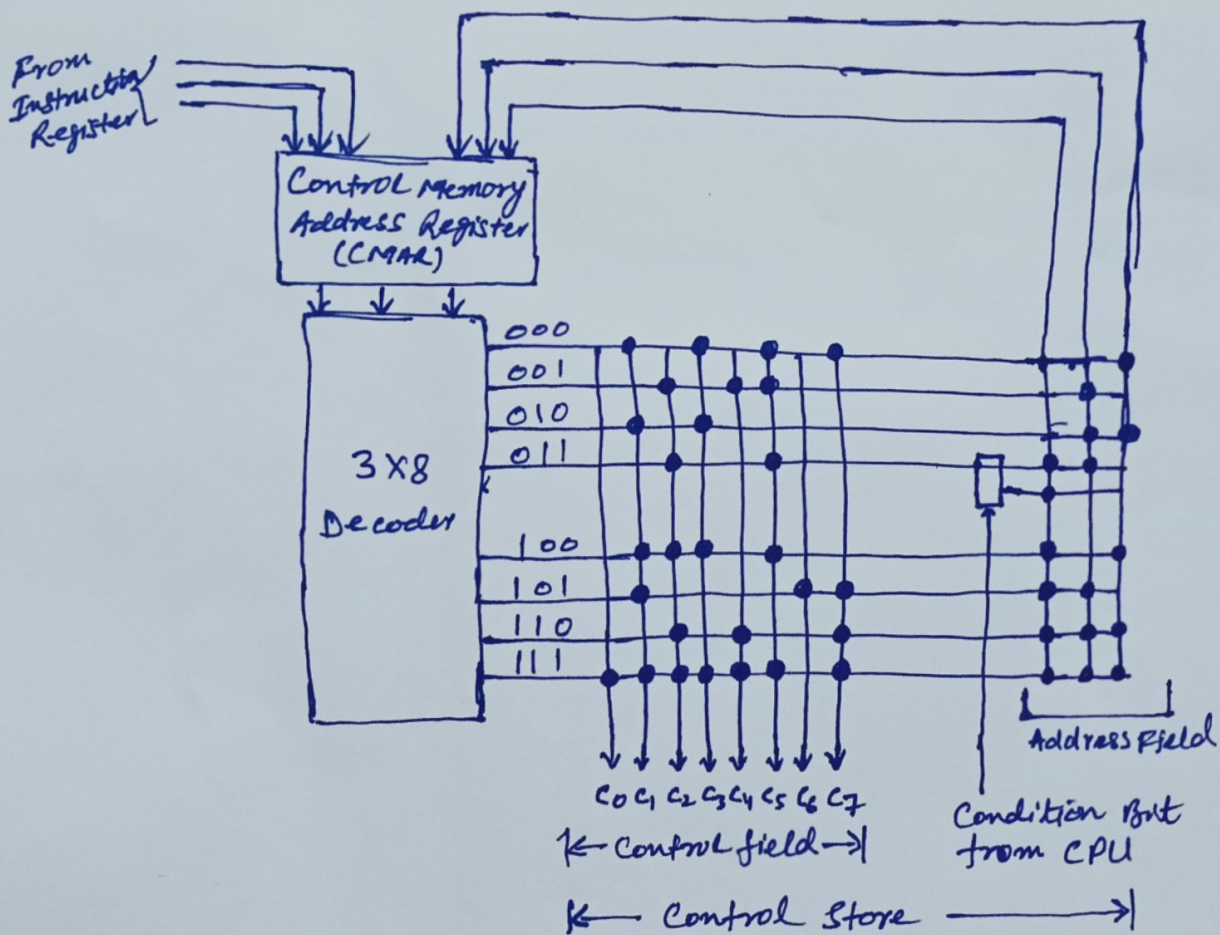 From
Instruction
Register
Control Memory
Address Register
(CMAR)
3X8
Decoder
000
001
010
011
100
101
110
111
C0 C1 C2 C3 C4 C5 C6 C7
Control field
Control Store
Address Field
Condition Bit
from CPU